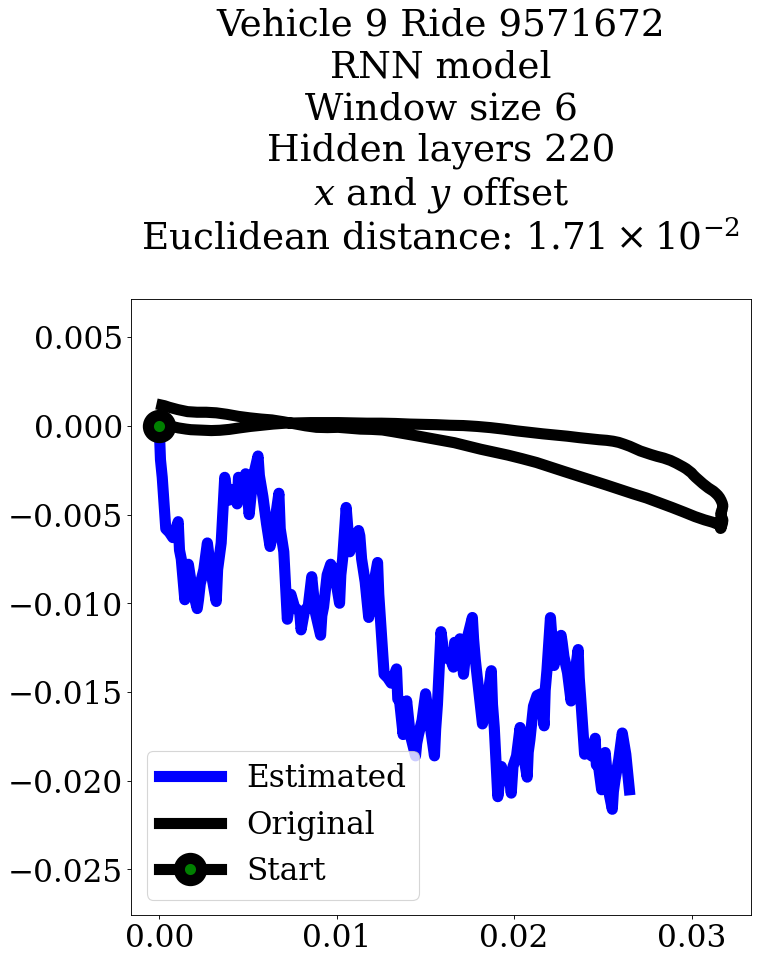 Vehicle 9 Ride 9571672
RNN model
Window size 6
Hidden layers 220
x and y offset
Euclidean distance: 1.71 × 10⁻²
0.005
0.000
−0.005
−0.010
−0.015
−0.020
−0.025
Estimated
Original
Start
0.00 0.01 0.02 0.03